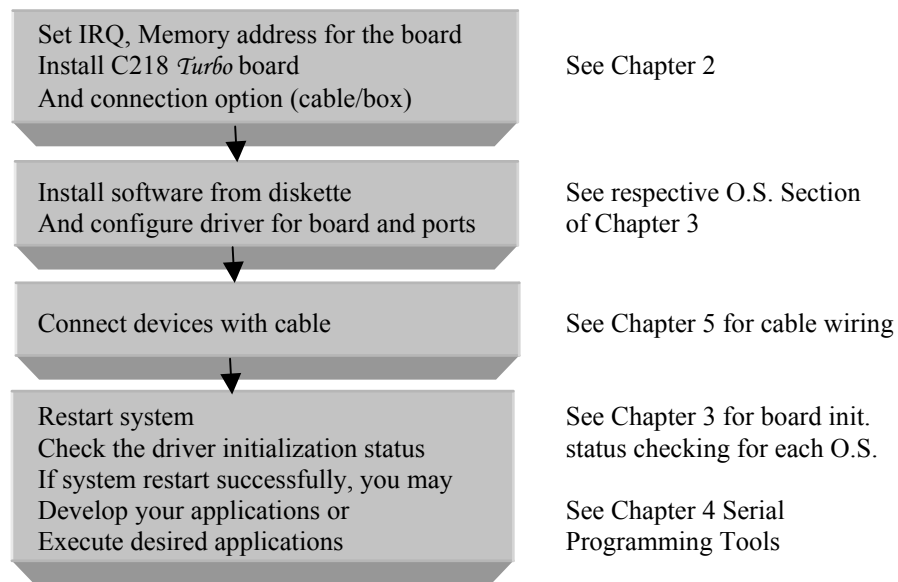 Set IRQ, Memory address for the board
Install C218 Turbo board
And connection option (cable/box)
See Chapter 2
Install software from diskette
And configure driver for board and ports
See respective O.S. Section
of Chapter 3
Connect devices with cable
See Chapter 5 for cable wiring
Restart system
Check the driver initialization status
If system restart successfully, you may
Develop your applications or
Execute desired applications
See Chapter 3 for board init.
status checking for each O.S.
See Chapter 4 Serial
Programming Tools